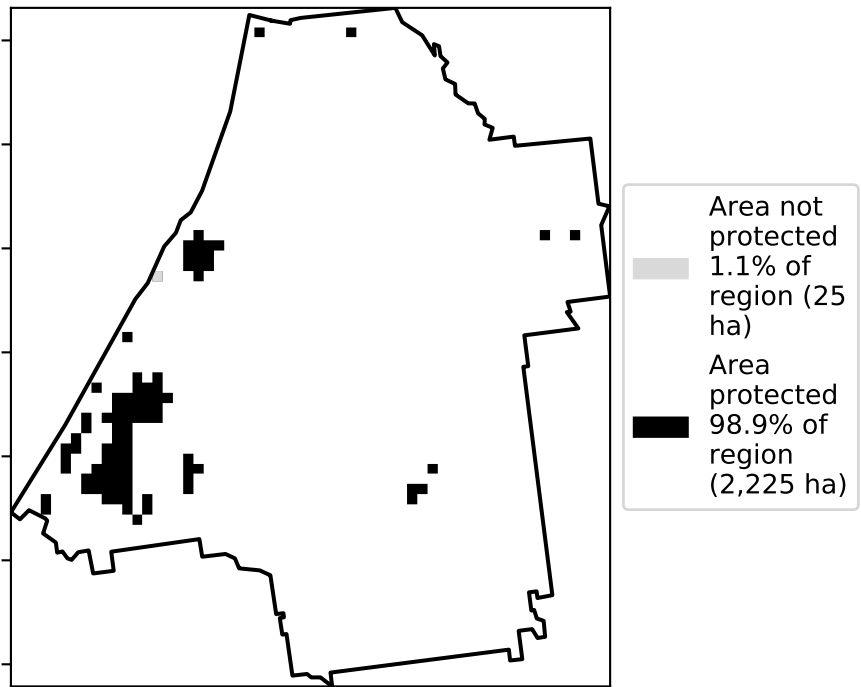 Area not
protected
1.1% of
region (25
ha)
Area
protected
98.9% of
region
(2,225 ha)